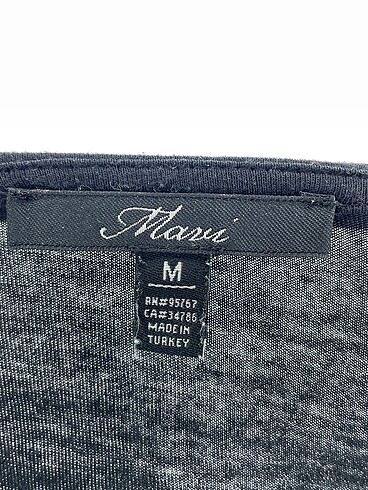 Mavi
M
RN#95767
CA#34786
MADE IN
TURKEY